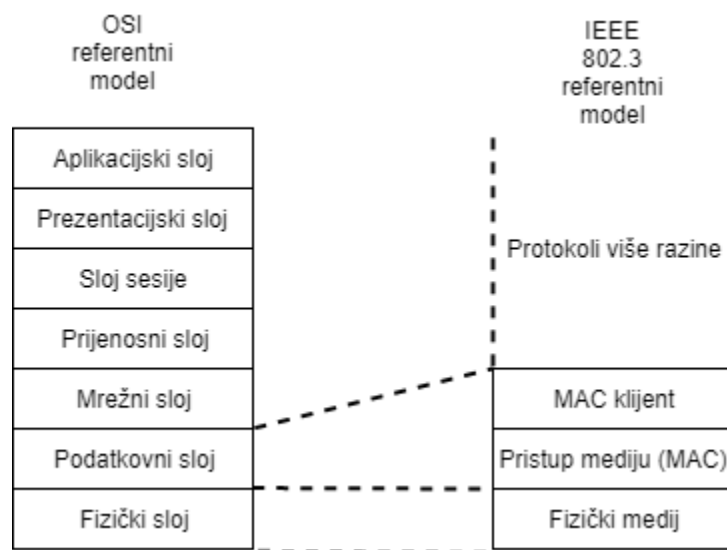 OSI
referentni
model
Aplikacijski sloj
Prezentacijski sloj
Sloj sesije
Prijenosni sloj
Mrežni sloj
Podatkovni sloj
Fizički sloj
IEEE
802.3
referentni
model
Protokoli više razine
MAC klijent
Pristup mediju (MAC)
Fizički medij